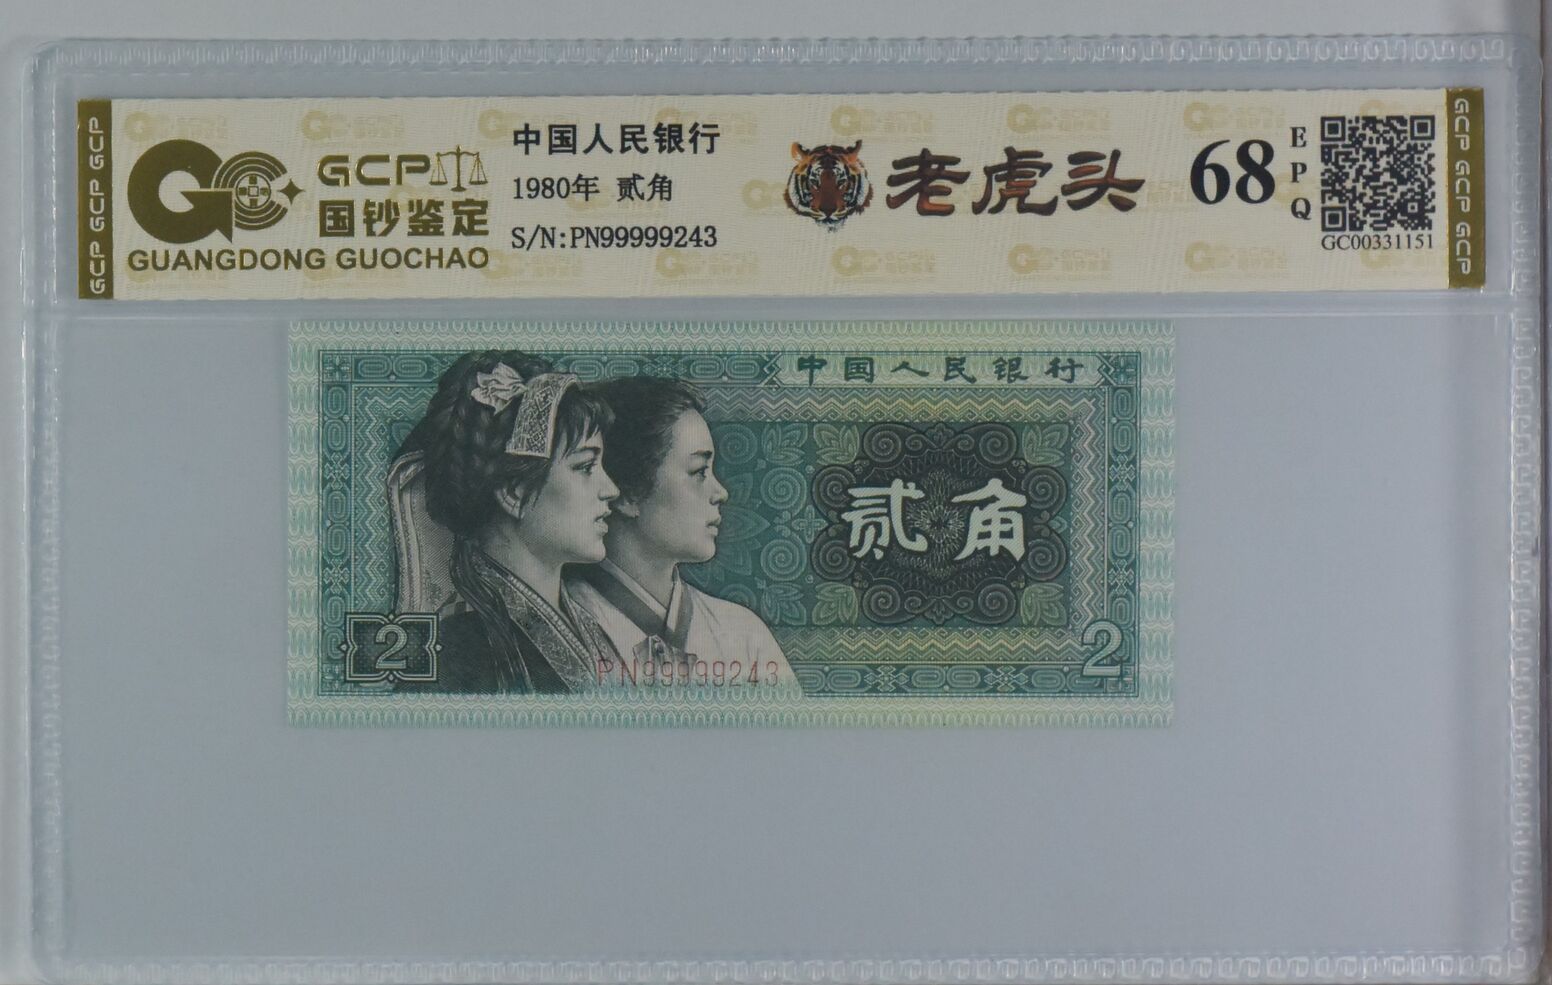 GCP GCP GCP
GCP
国钞鉴定
GUANGDONG GUOCHAO
中国人民银行
1980年 贰角
S/N:PN99999243
老虎头
68
EPQ
GC00331151
GCP GCP GCP
中国人民银行
贰角
2
PN99999243
2